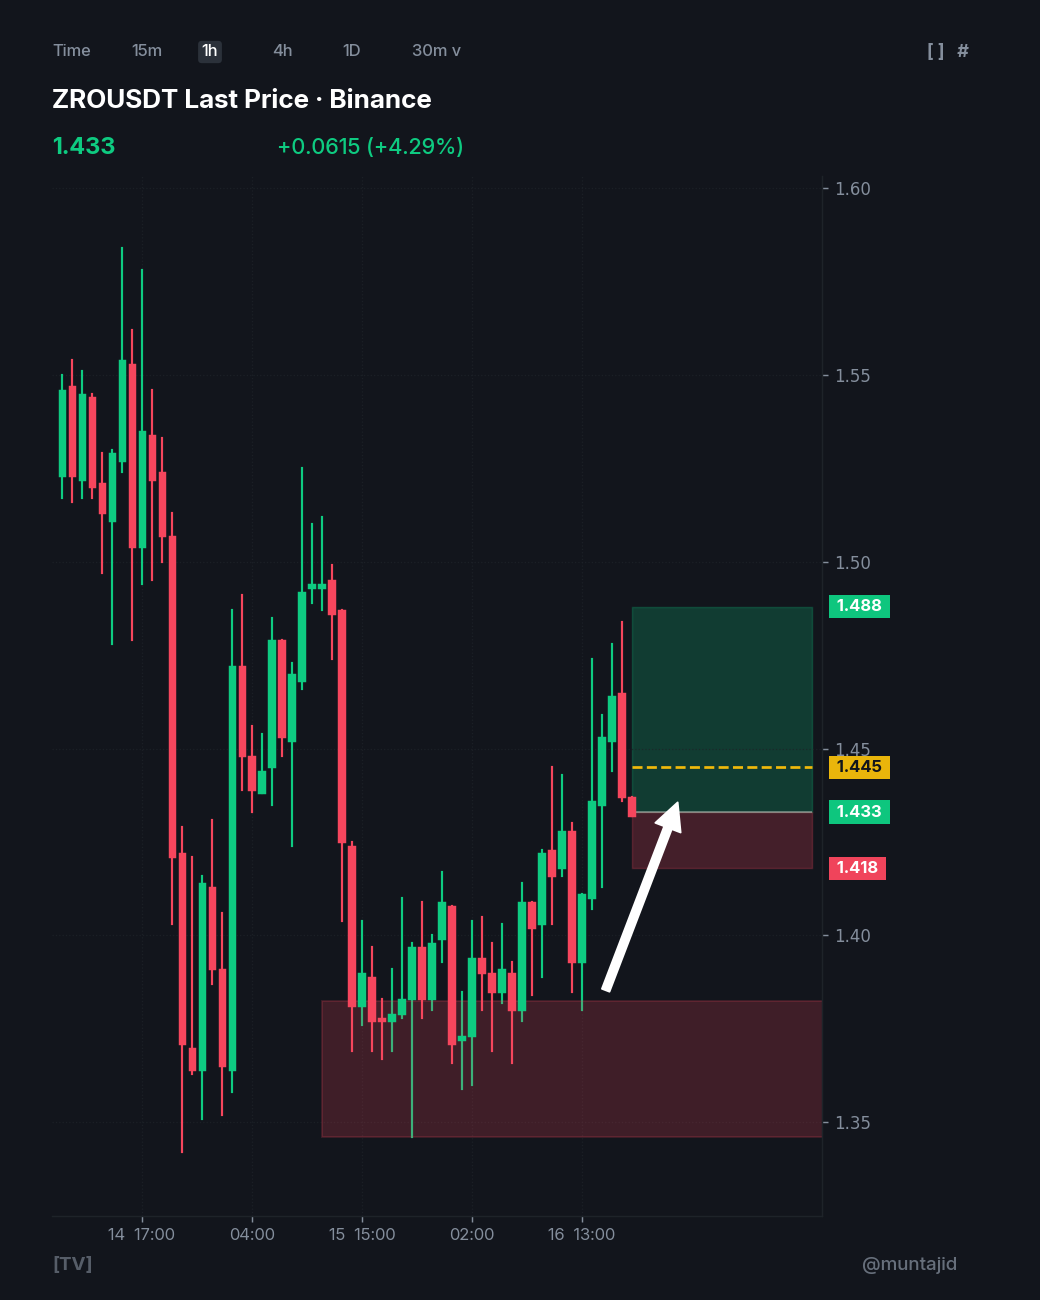 Time 15m 1h 4h 1D 30m v [ ] #
ZROUSDT Last Price · Binance
1.433 +0.0615 (+4.29%)
1.60
1.55
1.50
1.488
1.45
1.445
1.433
1.418
1.40
1.35
14 17:00 04:00 15 15:00 02:00 16 13:00
[TV] @muntajid